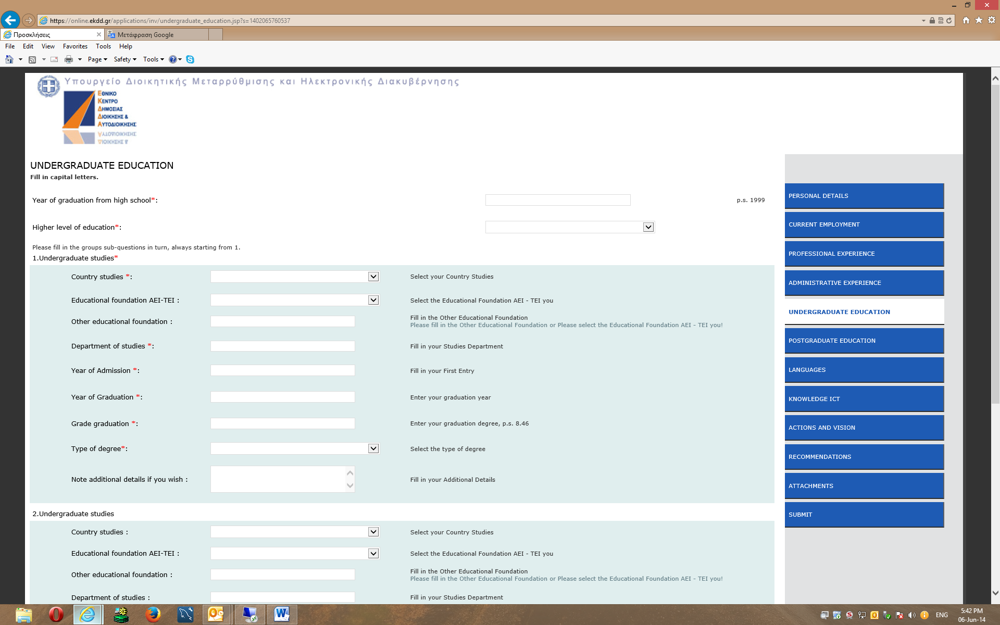 https://online.ekdd.gr/applications/inv/undergraduate_education.jsp?s=1402065760537
Προσκλήσεις
Μετάφραση Google
File Edit View Favorites Tools Help
Page Safety Tools
Υπουργείο Διοικητικής Μεταρρύθμισης και Ηλεκτρονικής Διακυβέρνησης
ΕΘΝΙΚΟ
ΚΕΝΤΡΟ
ΔΗΜΟΣΙΑΣ
ΔΙΟΙΚΗΣΗΣ &
ΑΥΤΟΔΙΟΙΚΗΣΗΣ
UNDERGRADUATE EDUCATION
Fill in capital letters.
Year of graduation from high school*: p.s. 1999
Higher level of education*:
Please fill in the groups sub-questions in turn, always starting from 1.
1.Undergraduate studies*
Country studies *: Select your Country Studies
Educational foundation AEI-TEI : Select the Educational Foundation AEI - TEI you
Other educational foundation : Fill in the Other Educational Foundation
Please fill in the Other Educational Foundation or Please select the Educational Foundation AEI - TEI you!
Department of studies *: Fill in your Studies Department
Year of Admission *: Fill in your First Entry
Year of Graduation *: Enter your graduation year
Grade graduation *: Enter your graduation degree, p.s. 8.46
Type of degree*: Select the type of degree
Note additional details if you wish : Fill in your Additional Details
2.Undergraduate studies
Country studies : Select your Country Studies
Educational foundation AEI-TEI : Select the Educational Foundation AEI - TEI you
Other educational foundation : Fill in the Other Educational Foundation
Please fill in the Other Educational Foundation or Please select the Educational Foundation AEI - TEI you!
Department of studies : Fill in your Studies Department
PERSONAL DETAILS
CURRENT EMPLOYMENT
PROFESSIONAL EXPERIENCE
ADMINISTRATIVE EXPERIENCE
UNDERGRADUATE EDUCATION
POSTGRADUATE EDUCATION
LANGUAGES
KNOWLEDGE ICT
ACTIONS AND VISION
RECOMMENDATIONS
ATTACHMENTS
SUBMIT
ENG
5:42 PM
06-Jun-14